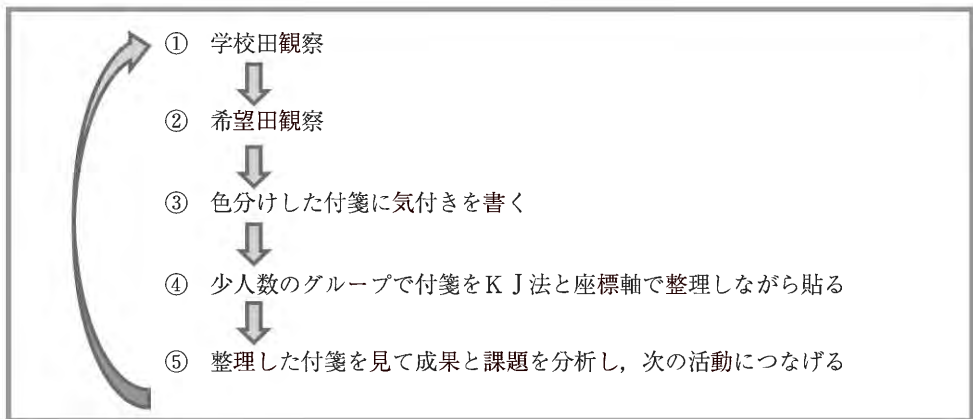 ① 学校田観察
② 希望田観察
③ 色分けした付箋に気付きを書く
④ 少人数のグループで付箋をＫＪ法と座標軸で整理しながら貼る
⑤ 整理した付箋を見て成果と課題を分析し，次の活動につなげる